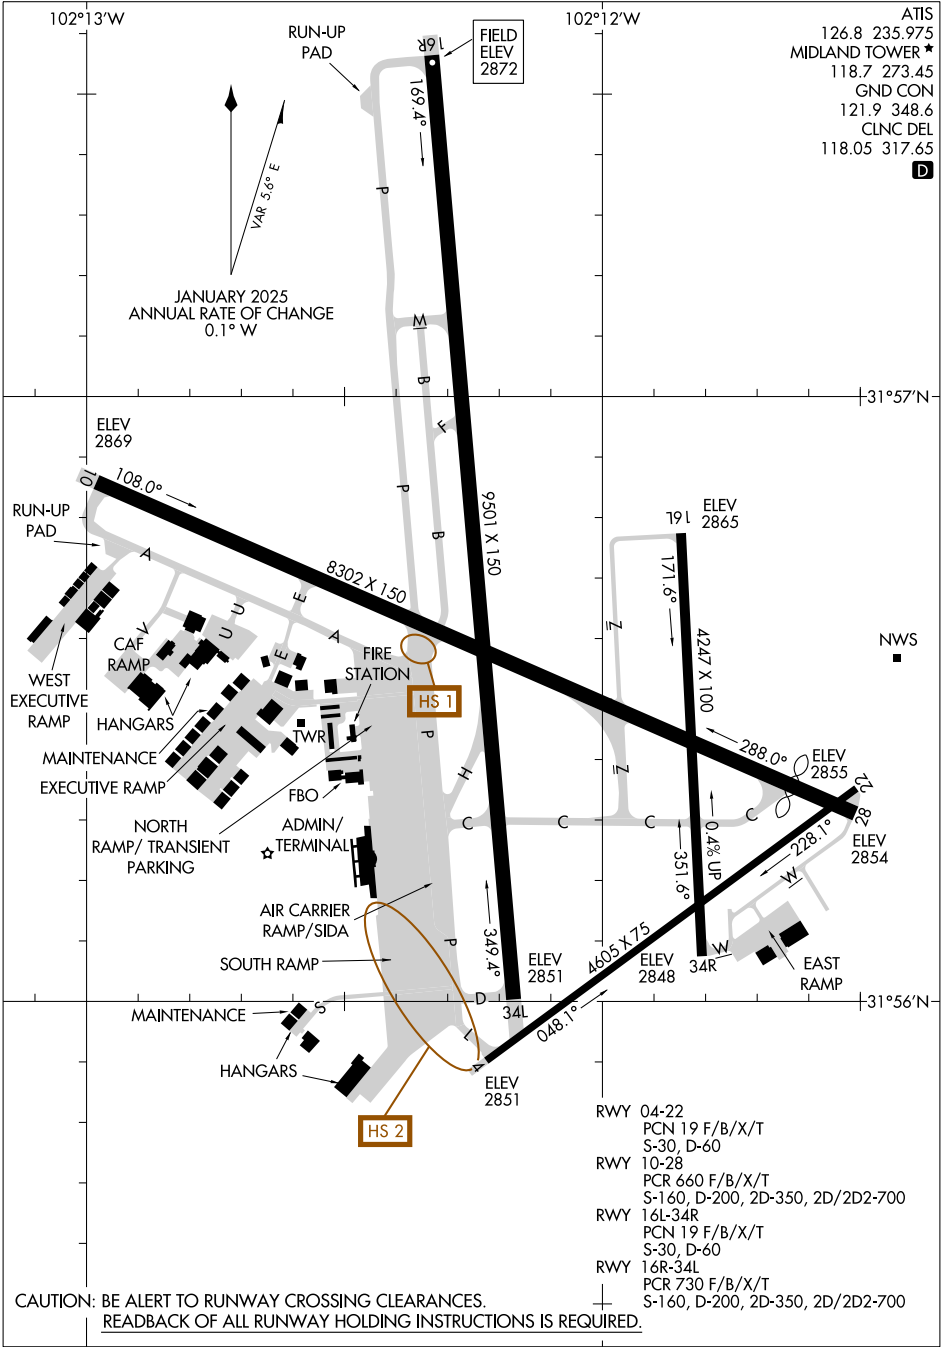 102°13'W
102°12'W
ATIS
126.8 235.975
MIDLAND TOWER ★
118.7 273.45
GND CON
121.9 348.6
CLNC DEL
118.05 317.65
D
RUN-UP
PAD
16R
FIELD
ELEV
2872
169.4°
VAR 5.6° E
P
JANUARY 2025
ANNUAL RATE OF CHANGE
0.1° W
M
B
F
31°57'N
ELEV
2869
10
108.0°
RUN-UP
PAD
A
P
B
9501 X 150
16L
ELEV
2865
171.6°
8302 X 150
E
U
U
V
E
A
CAF
RAMP
FIRE
STATION
Z
4247 X 100
NWS
WEST
EXECUTIVE
RAMP
HANGARS
HS 1
MAINTENANCE
TWR
P
H
Z
288.0°
ELEV
2855
22
EXECUTIVE RAMP
FBO
NORTH
RAMP/ TRANSIENT
PARKING
ADMIN/
TERMINAL
C
C
C
C
C
28
ELEV
2854
0.4% UP
351.6°
228.1°
W
AIR CARRIER
RAMP/SIDA
P
349.4°
4605 X 75
SOUTH RAMP
ELEV
2851
ELEV
2848
34R
W
EAST
RAMP
MAINTENANCE
S
D
34L
31°56'N
048.1°
L
4
HANGARS
ELEV
2851
HS 2
RWY 04-22
PCN 19 F/B/X/T
S-30, D-60
RWY 10-28
PCR 660 F/B/X/T
S-160, D-200, 2D-350, 2D/2D2-700
RWY 16L-34R
PCN 19 F/B/X/T
S-30, D-60
RWY 16R-34L
PCR 730 F/B/X/T
S-160, D-200, 2D-350, 2D/2D2-700
CAUTION: BE ALERT TO RUNWAY CROSSING CLEARANCES.
READBACK OF ALL RUNWAY HOLDING INSTRUCTIONS IS REQUIRED.